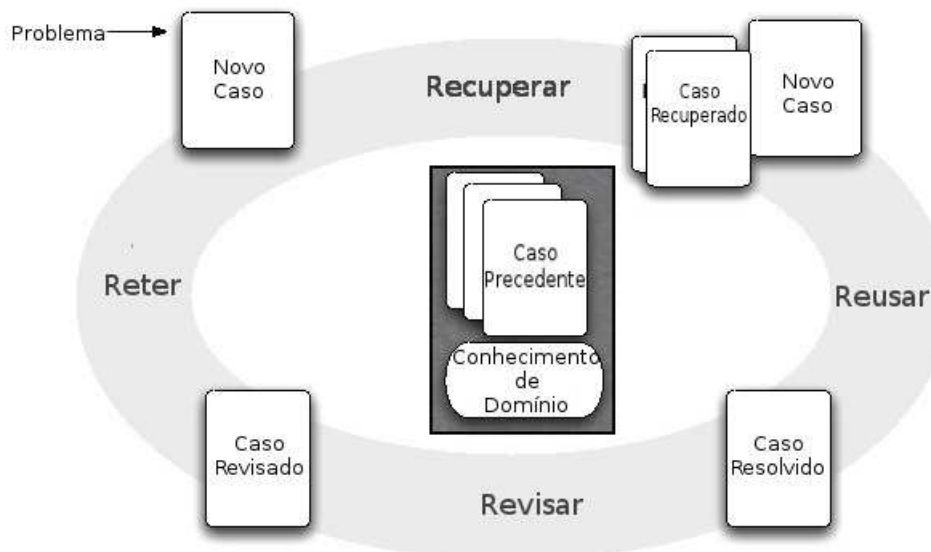 Problema
Novo
Caso
Recuperar
Caso
Recuperado
Novo
Caso
Caso
Precedente
Reter
Reusar
Conhecimento
de
Domínio
Caso
Revisado
Caso
Resolvido
Revisar